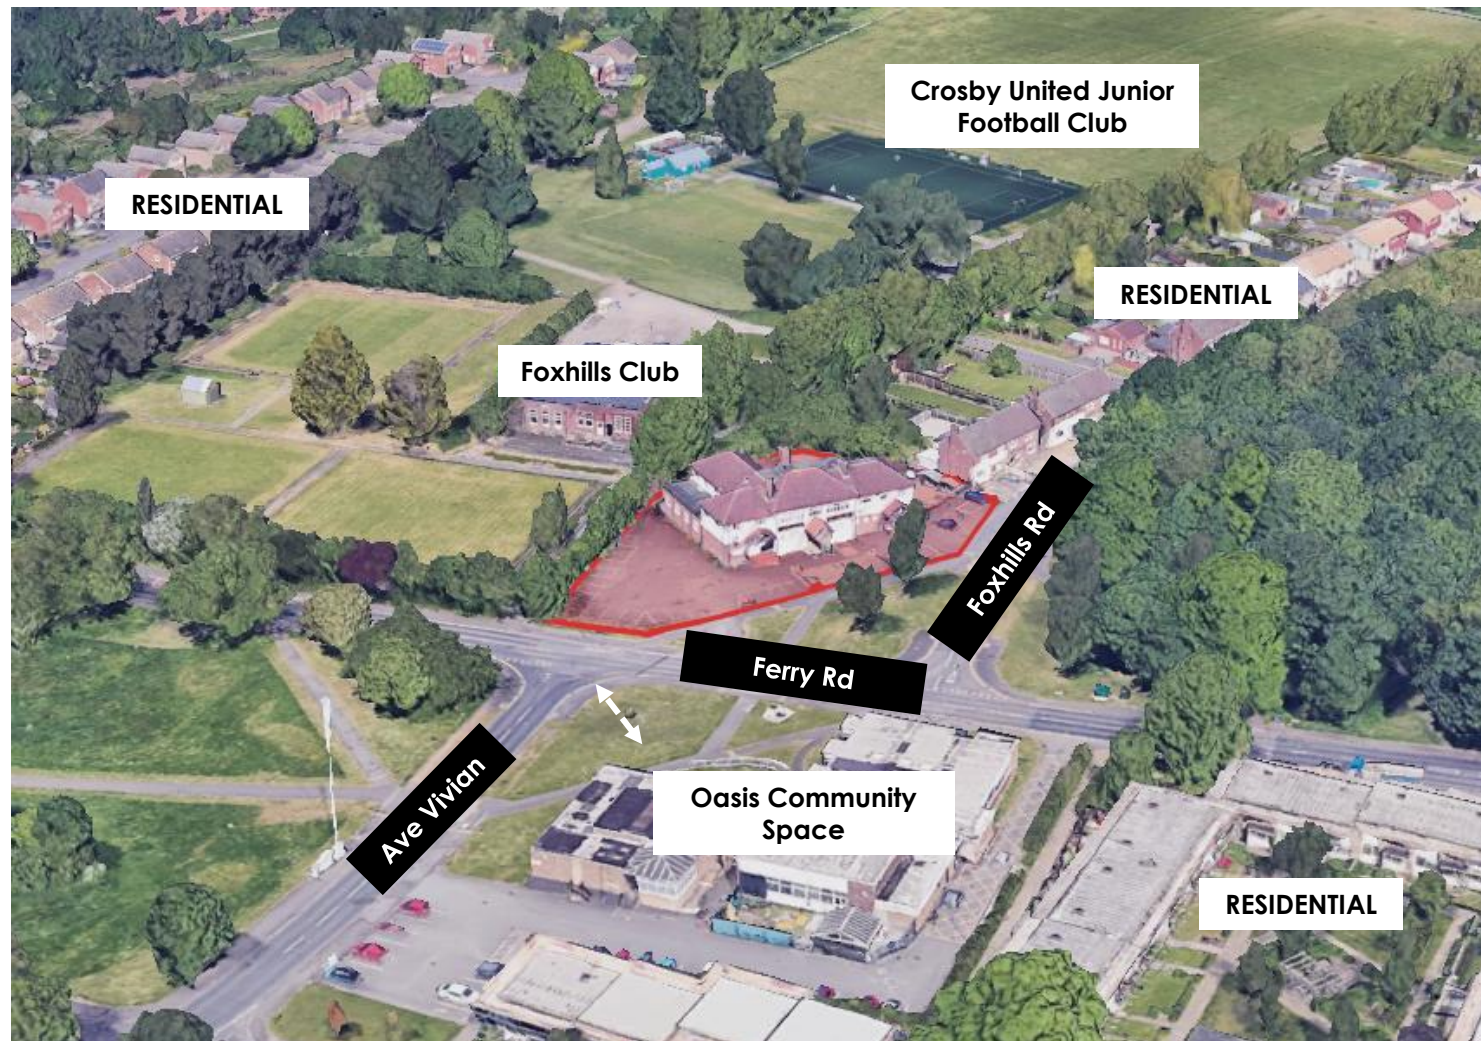 Crosby United Junior
Football Club
RESIDENTIAL
RESIDENTIAL
Foxhills Club
Foxhills Rd
Ferry Rd
Ave Vivian
Oasis Community
Space
RESIDENTIAL